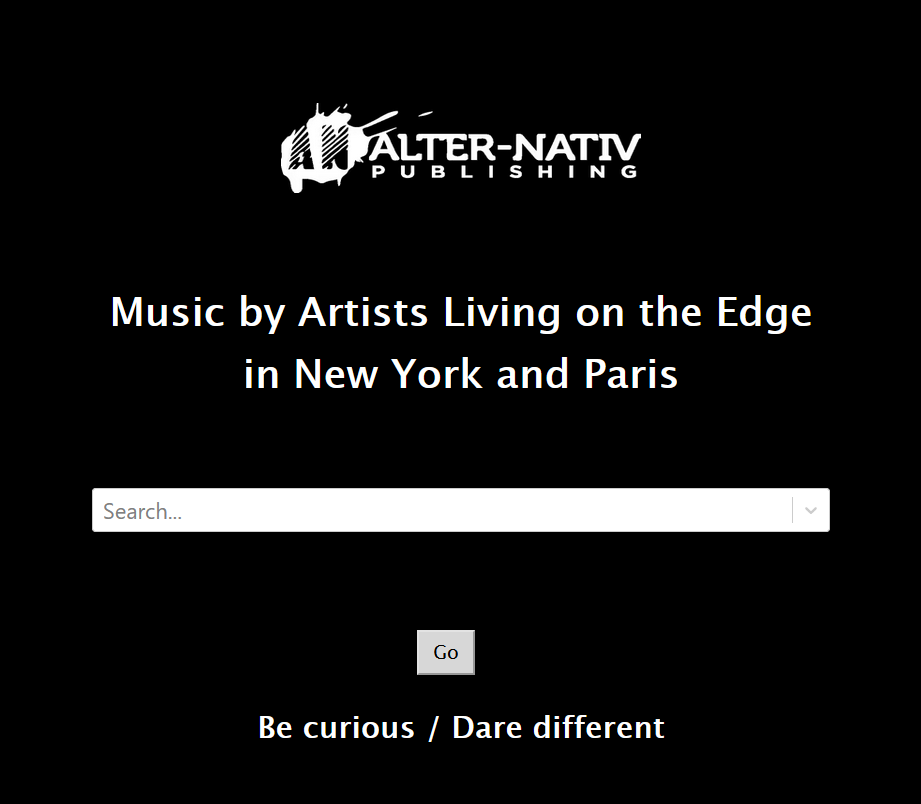 ALTER-NATIV
PUBLISHING
Music by Artists Living on the Edge
in New York and Paris
Search...
Go
Be curious / Dare different